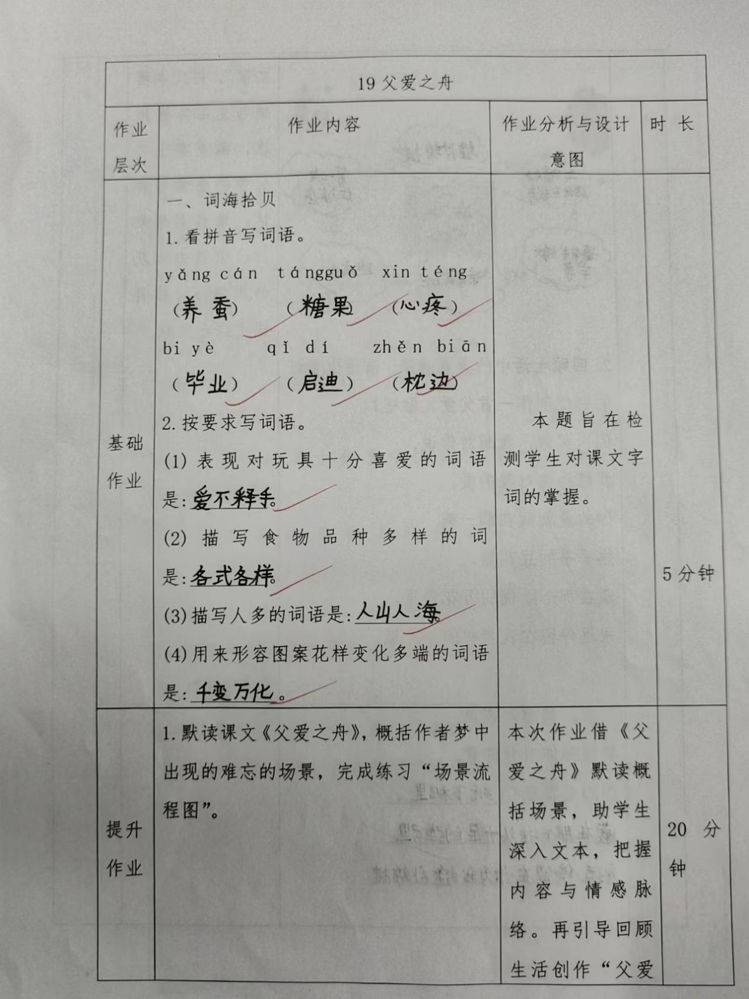 19 父爱之舟
作业
层次
作业内容
作业分析与设计
意图
时 长
基础
作业
一、词海拾贝
1. 看拼音写词语。
yǎng cán tángguǒ xin téng
(养蚕) (糖果) (心疼)
bi yè qǐ dí zhěn biān
(毕业) (启迪) (枕边)
2. 按要求写词语。
(1) 表现对玩具十分喜爱的词语
是: 爱不释手。
(2) 描写食物品种多样的词
是: 各式各样。
(3) 描写人多的词语是: 人山人海。
(4) 用来形容图案花样变化多端的词语
是: 千变万化。
本题旨在检
测学生对课文字
词的掌握。
5 分钟
提升
作业
1. 默读课文《父爱之舟》, 概括作者梦中
出现的难忘的场景, 完成练习“场景流
程图”。
本次作业借《父
爱之舟》默读概
括场景, 助学生
深入文本, 把握
内容与情感脉
络。再引导回顾
生活创作“父爱
20 分
钟